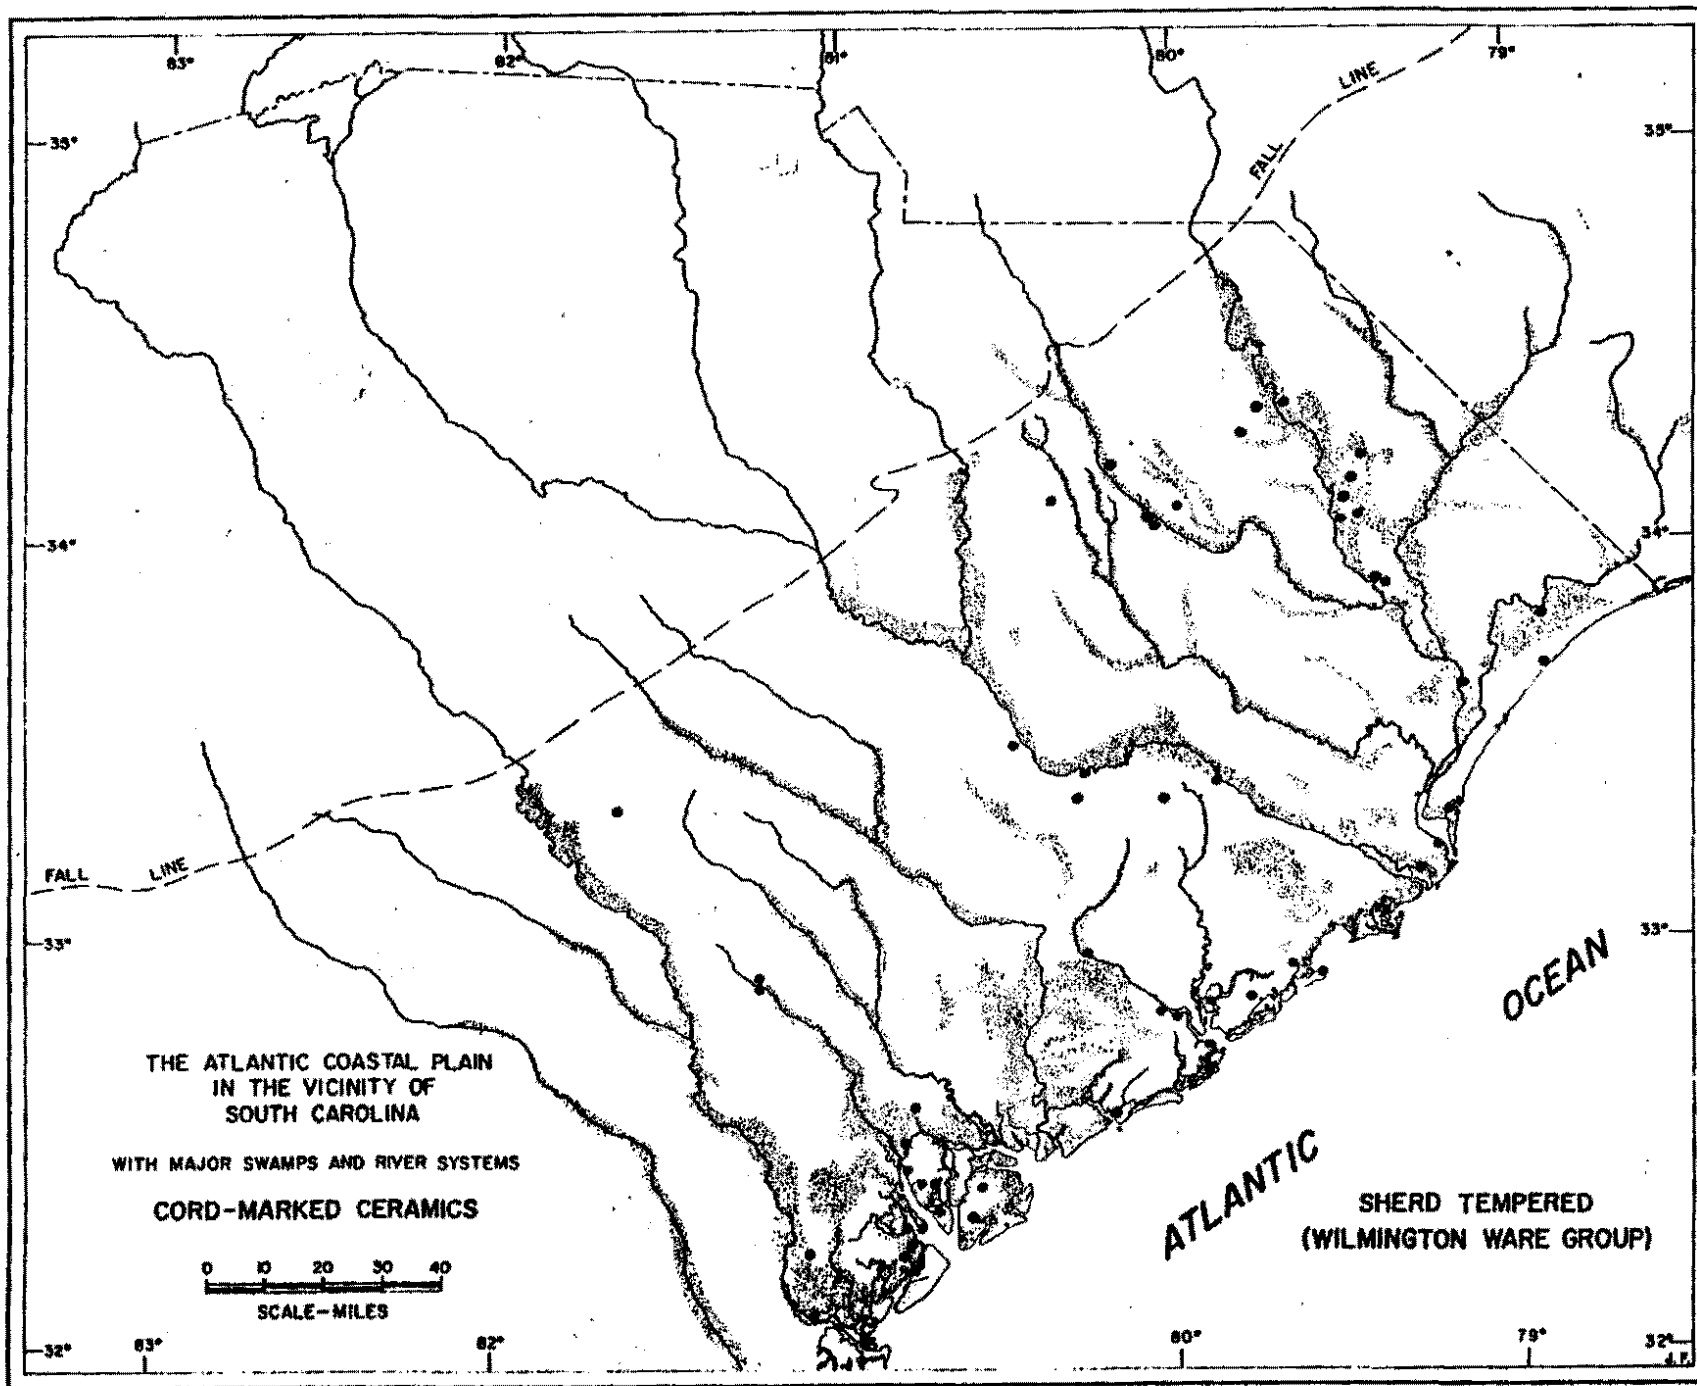 83°
82°
81°
80°
79°
LINE
FALL
35°
35°
34°
34°
FALL
LINE
33°
33°
OCEAN
ATLANTIC
THE ATLANTIC COASTAL PLAIN
IN THE VICINITY OF
SOUTH CAROLINA
WITH MAJOR SWAMPS AND RIVER SYSTEMS
CORD-MARKED CERAMICS
0 10 20 30 40
SCALE-MILES
SHERD TEMPERED
(WILMINGTON WARE GROUP)
32°
83°
82°
80°
79°
32°
J.F.